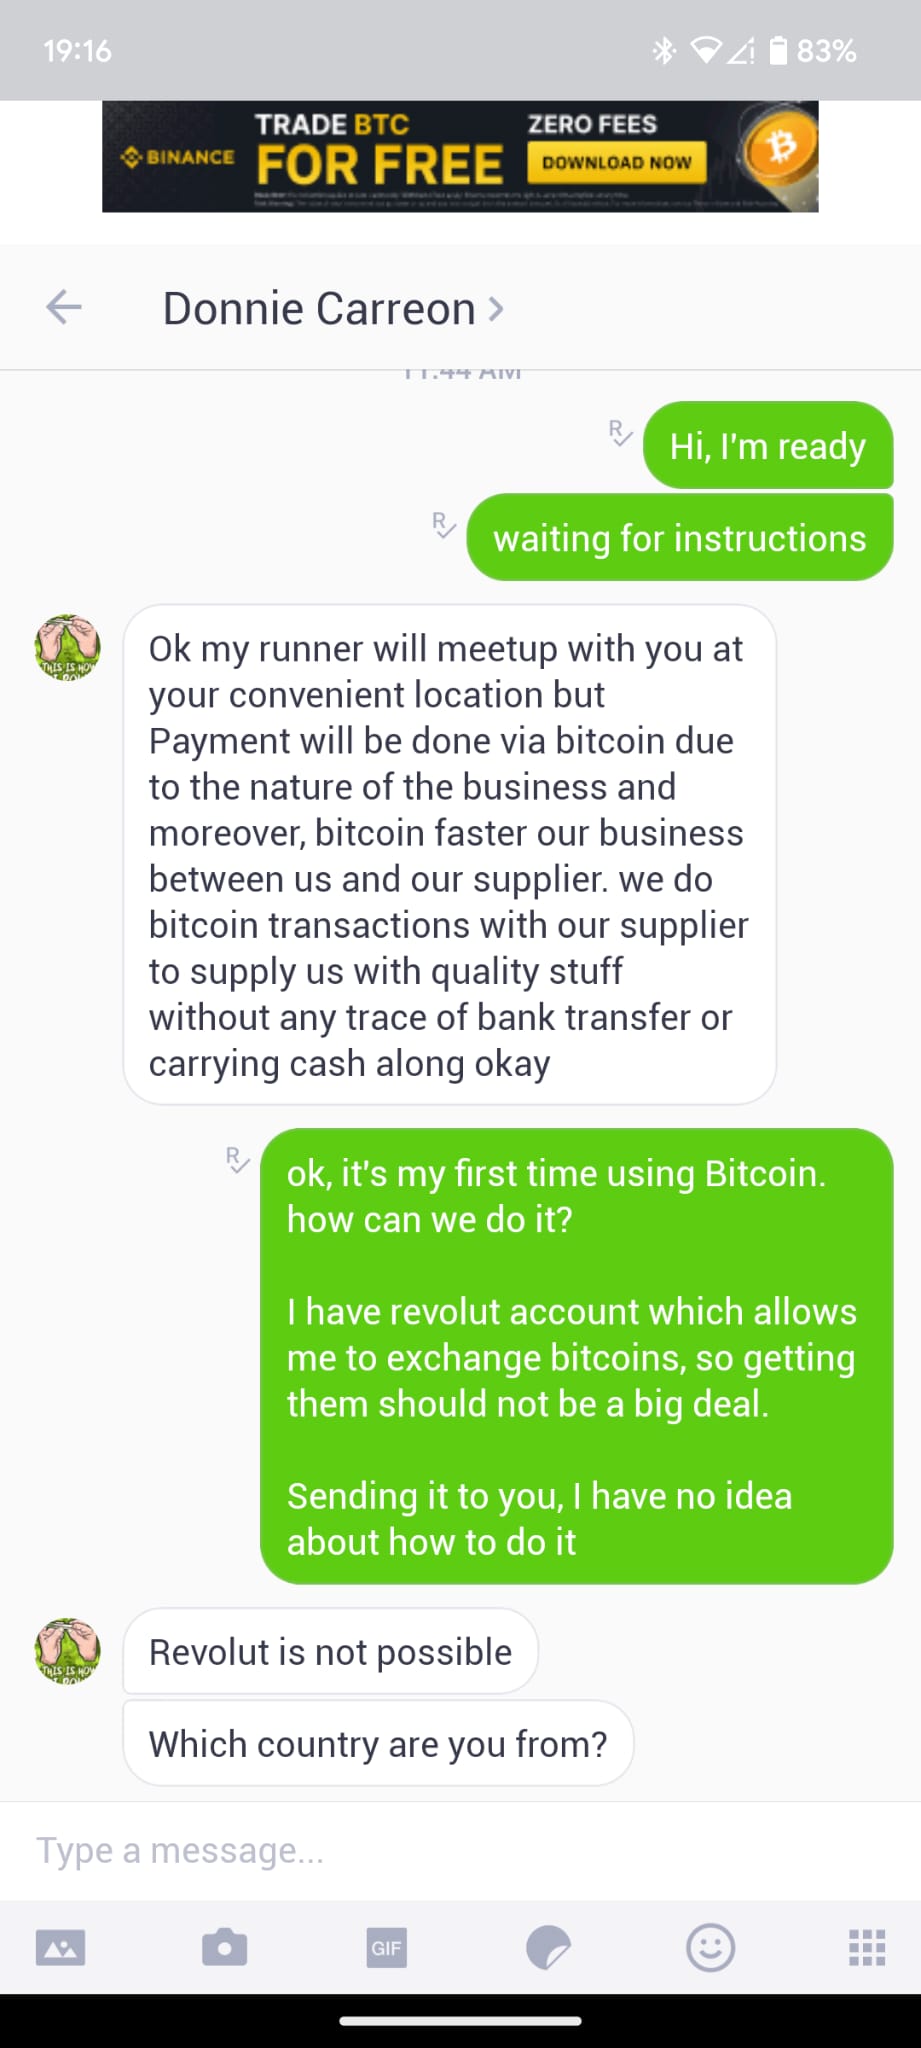 19:16
83%
BINANCE
TRADE BTC
FOR FREE
ZERO FEES
DOWNLOAD NOW
Donnie Carreon
11:44 AM
Hi, I'm ready
waiting for instructions
Ok my runner will meetup with you at
your convenient location but
Payment will be done via bitcoin due
to the nature of the business and
moreover, bitcoin faster our business
between us and our supplier. we do
bitcoin transactions with our supplier
to supply us with quality stuff
without any trace of bank transfer or
carrying cash along okay
ok, it's my first time using Bitcoin.
how can we do it?
I have revolut account which allows
me to exchange bitcoins, so getting
them should not be a big deal.
Sending it to you, I have no idea
about how to do it
THIS IS HOW
Revolut is not possible
Which country are you from?
Type a message...
GIF